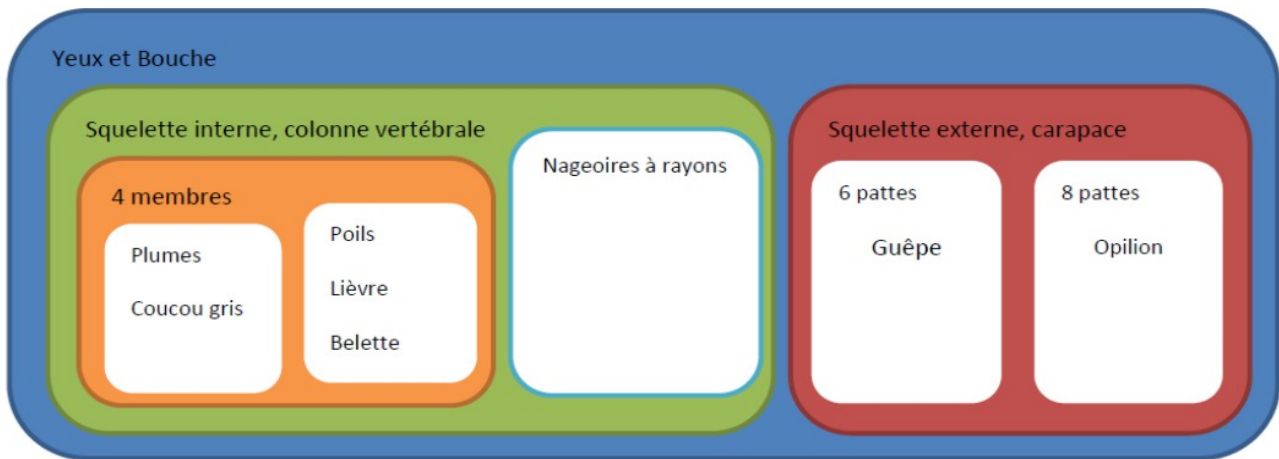 Yeux et Bouche
Squelette interne, colonne vertébrale
4 membres
Plumes
Coucou gris
Poils
Lièvre
Belette
Nageoires à rayons
Squelette externe, carapace
6 pattes
Guêpe
8 pattes
Opilion